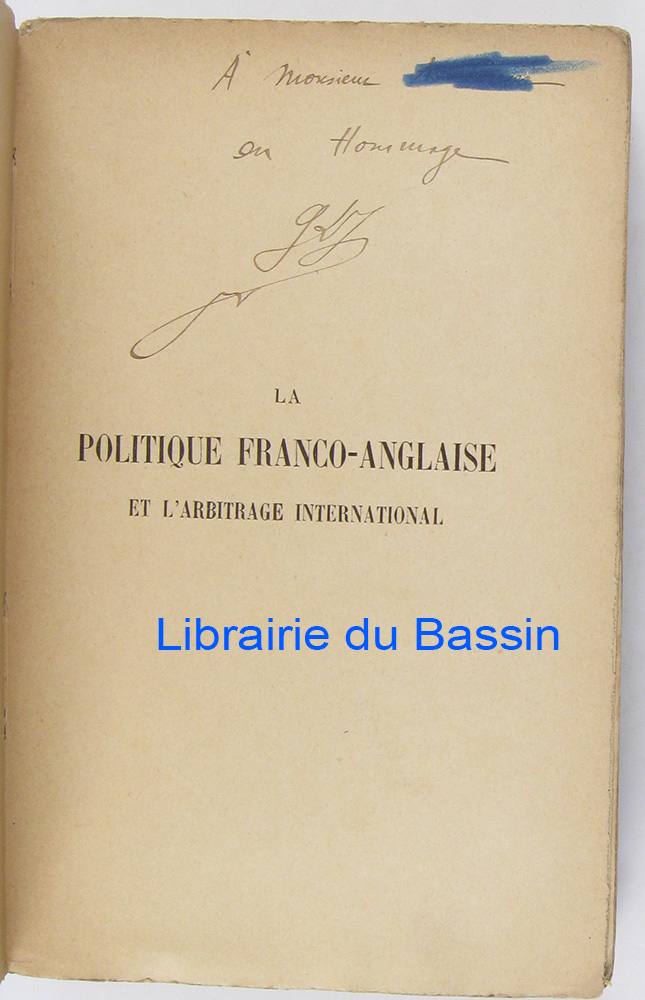 À Monsieur
en Hommage
LA
POLITIQUE FRANCO-ANGLAISE
ET L'ARBITRAGE INTERNATIONAL
Librairie du Bassin